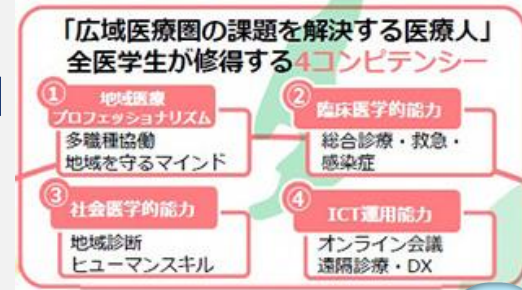 「広域医療圏の課題を解決する医療人」
全医学生が修得する4コンピテンシー
① 地域医療
プロフェッショナリズム
多職種協働
地域を守るマインド
② 臨床医学的能力
総合診療・救急・
感染症
③ 社会医学的能力
地域診断
ヒューマンスキル
④ ICT運用能力
オンライン会議
遠隔診療・DX